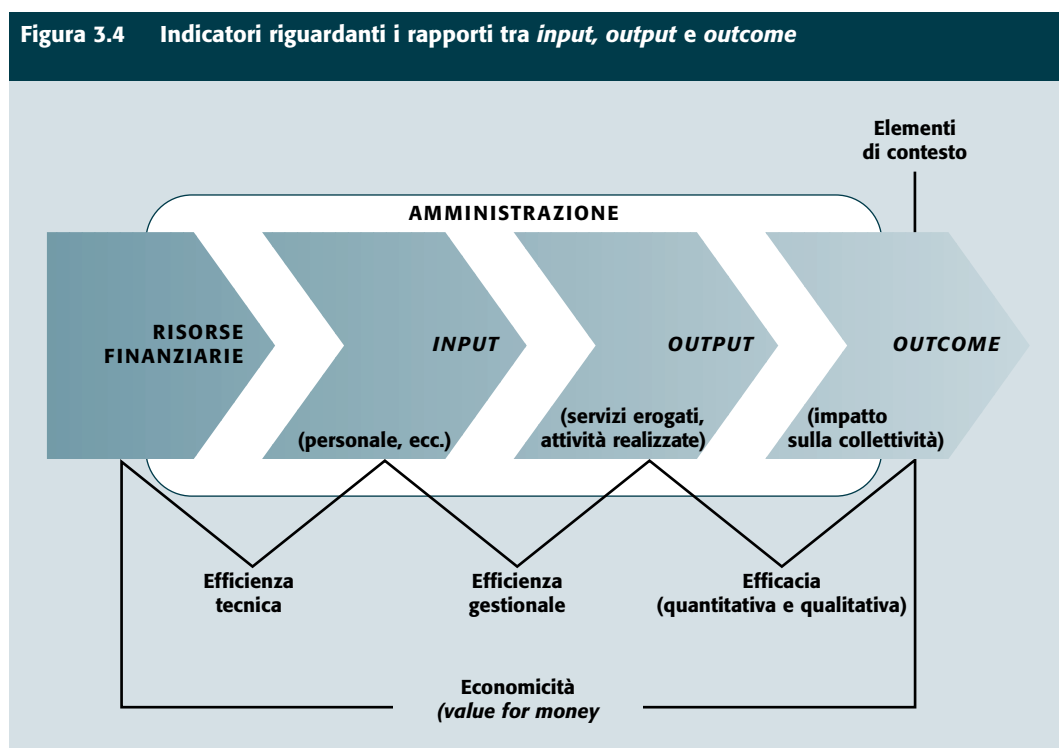 Figura 3.4 Indicatori riguardanti i rapporti tra input, output e outcome
Elementi
di contesto
AMMINISTRAZIONE
RISORSE
FINANZIARIE
INPUT
(personale, ecc.)
OUTPUT
(servizi erogati,
attività realizzate)
OUTCOME
(impatto
sulla collettività)
Efficienza
tecnica
Efficienza
gestionale
Efficacia
(quantitativa e qualitativa)
Economicità
(value for money